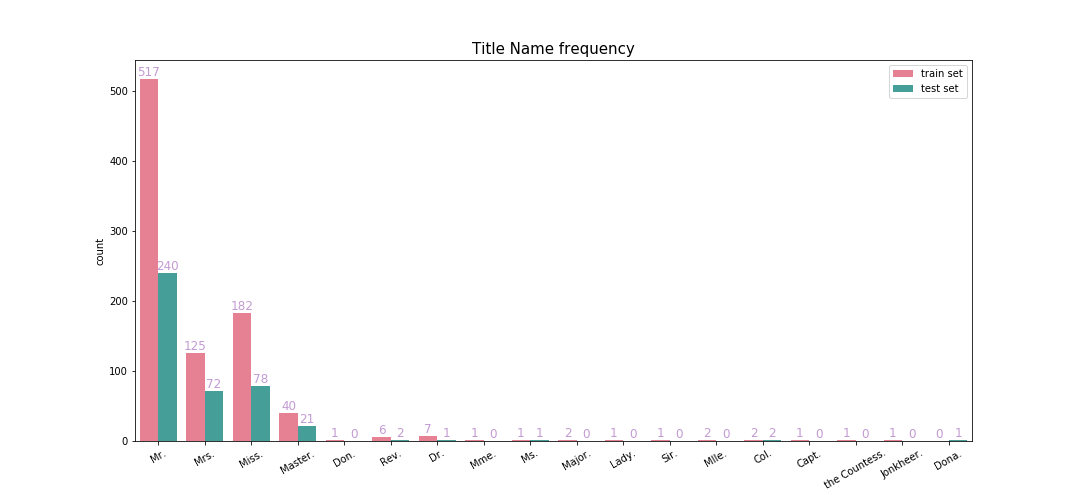 Title Name frequency
train set
test set
count
500
400
300
200
100
0
517
240
125
72
182
78
40
21
1
0
6
2
7
1
1
0
1
1
2
0
1
0
1
0
2
0
2
2
1
0
1
0
1
0
0
1
Mr.
Mrs.
Miss.
Master.
Don.
Rev.
Dr.
Mme.
Ms.
Major.
Lady.
Sir.
Mlle.
Col.
Capt.
the Countess.
Jonkheer.
Dona.